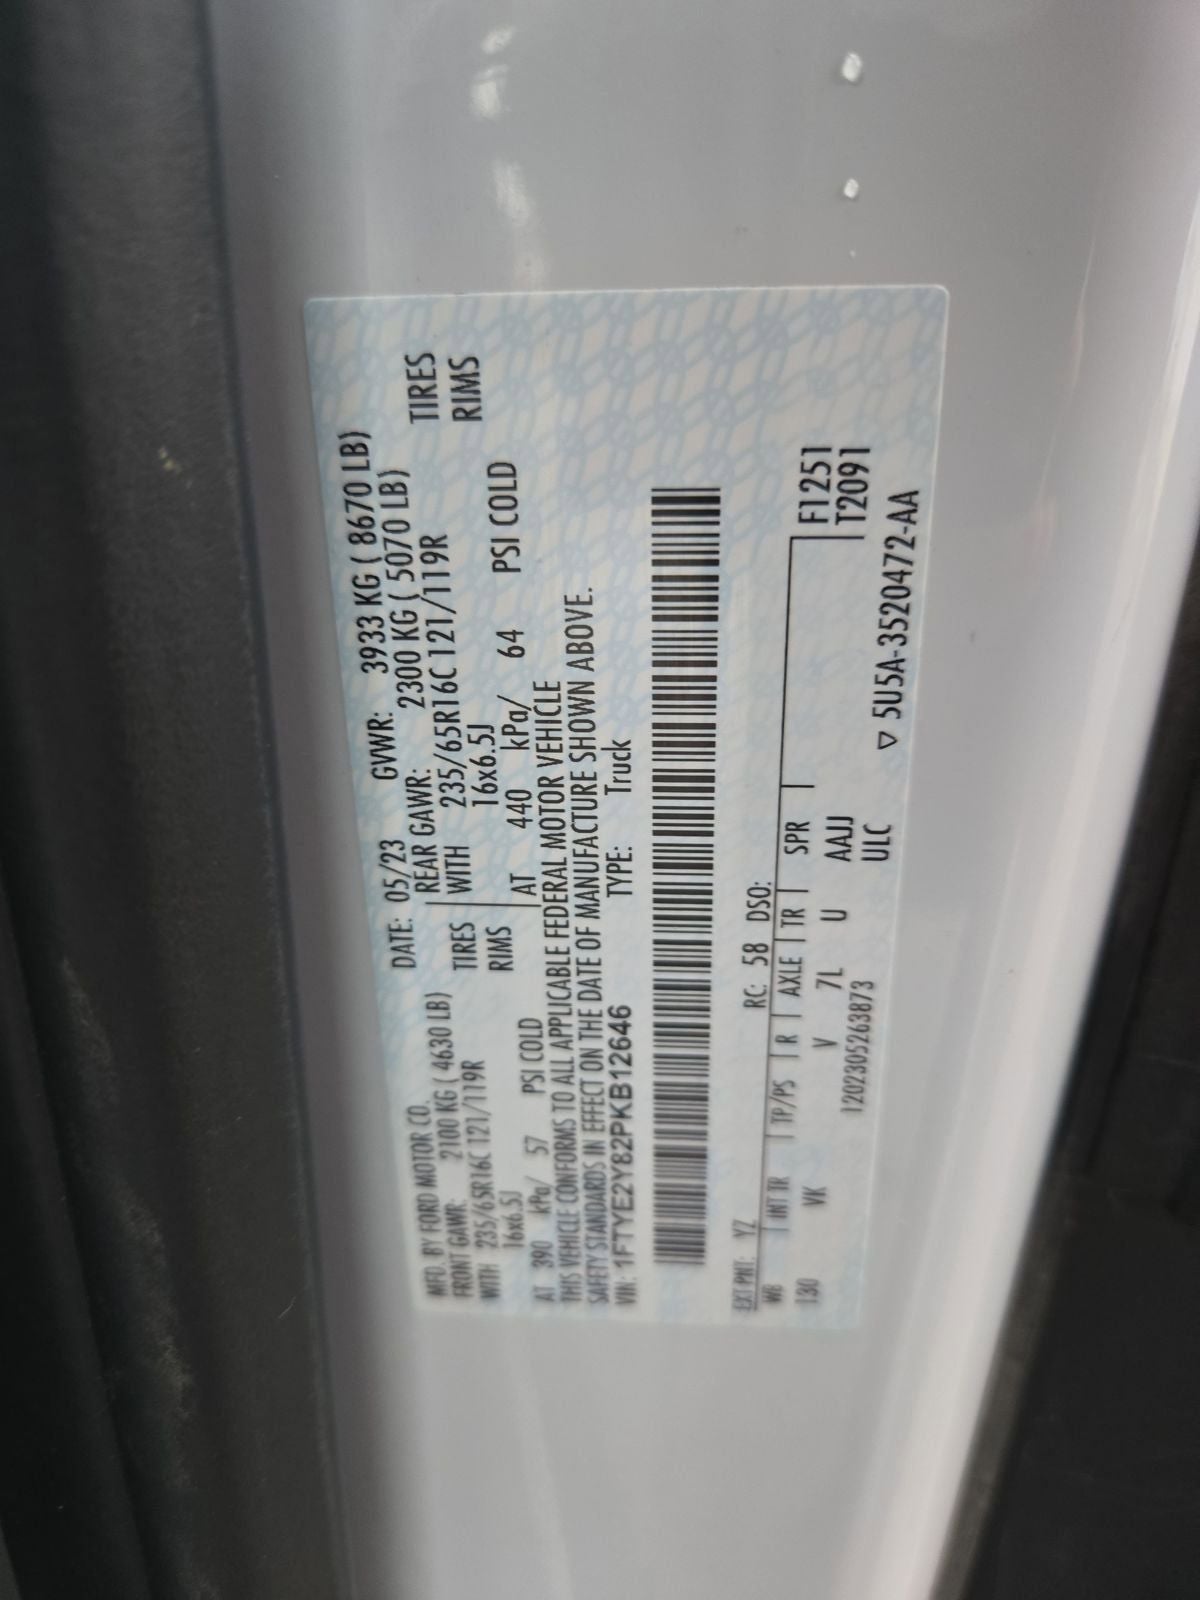 MFD. BY FORD MOTOR CO.
DATE: 05/23 GVWR: 3933 KG ( 8670 LB)
FRONT GAWR: 2100 KG ( 4630 LB) REAR GAWR: 2300 KG ( 5070 LB)
WITH 235/65R16C 121/119R TIRES WITH 235/65R16C 121/119R TIRES
16x6.5J RIMS 16x6.5J RIMS
AT 390 kPa/ 57 PSI COLD AT 440 kPa/ 64 PSI COLD
THIS VEHICLE CONFORMS TO ALL APPLICABLE FEDERAL MOTOR VEHICLE
SAFETY STANDARDS IN EFFECT ON THE DATE OF MANUFACTURE SHOWN ABOVE.
VIN: 1FTYE2Y82PKB12646 TYPE: Truck
EXT PNT: YZ RC: 58 DSO:
WB INT TR TP/PS R AXLE TR SPR F1251
130 VK V 7L U AAJJ T2091
1202305263873 ULC ▽ 5U5A-3520472-AA